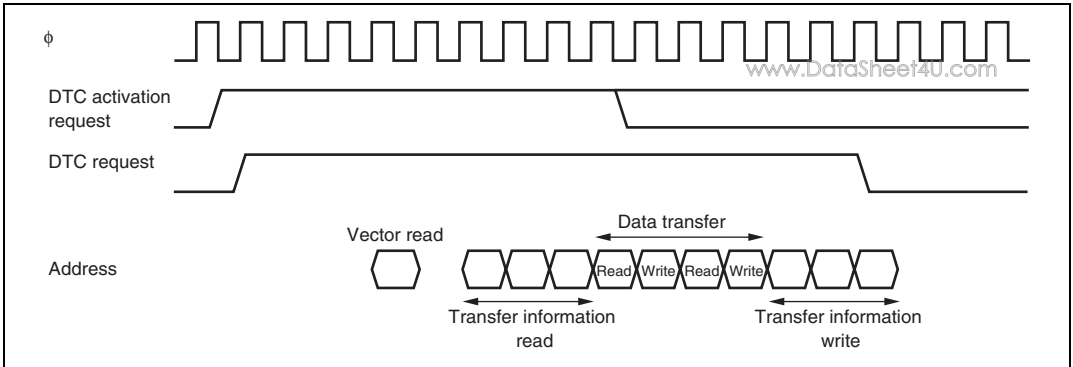 φ
www.DataSheet4U.com
DTC activation
request
DTC request
Data transfer
Vector read
Address
Read Write Read Write
Transfer information
read
Transfer information
write